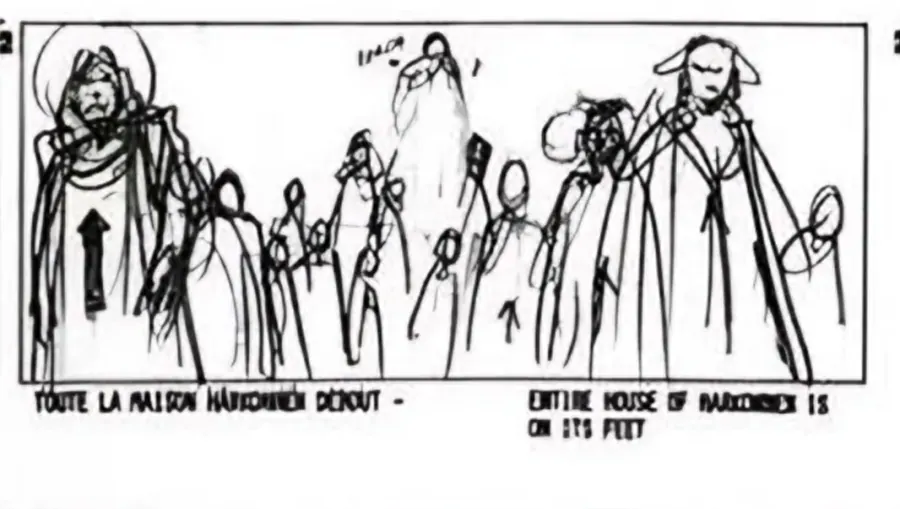 TOUTE LA MAISON HARKONNEN DEBOUT -
ENTIRE HOUSE OF HARKONNEN IS
ON ITS FEET